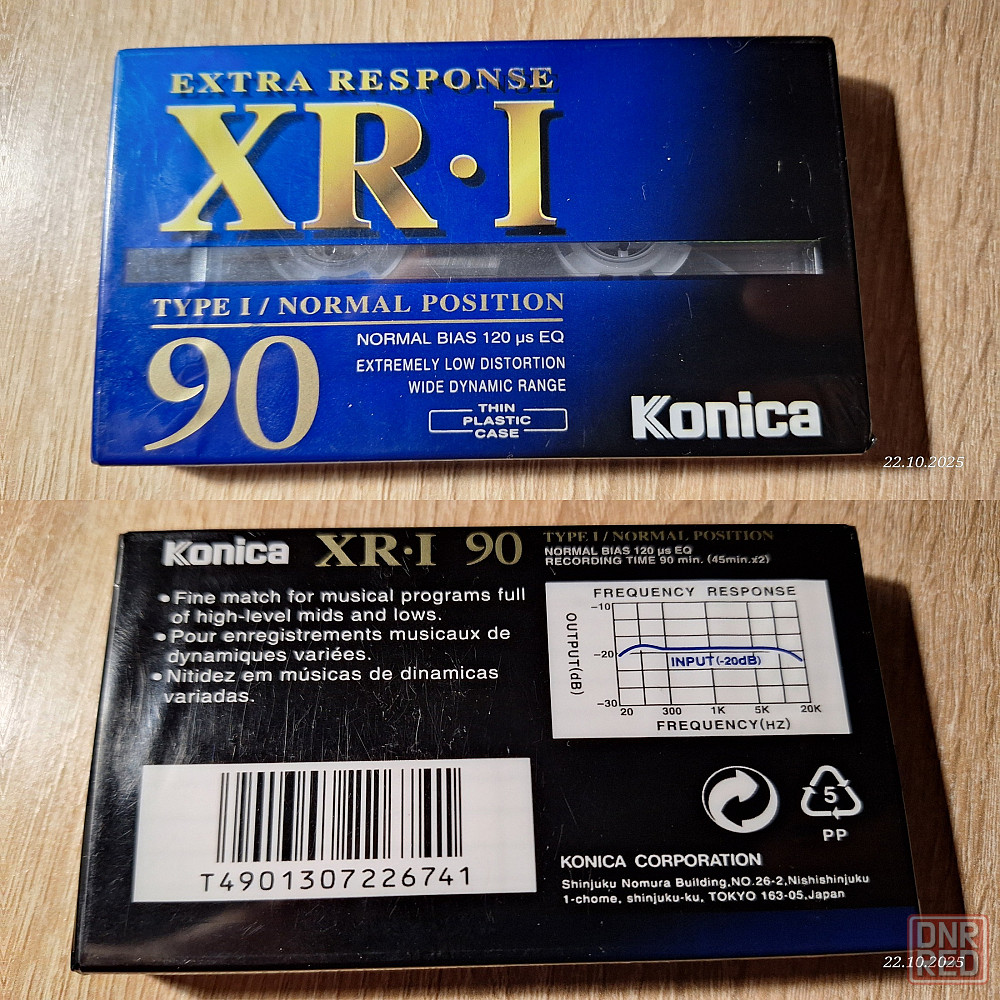 EXTRA RESPONSE
XR·I
TYPE I / NORMAL POSITION
90
NORMAL BIAS 120 µs EQ
EXTREMELY LOW DISTORTION
WIDE DYNAMIC RANGE
THIN
PLASTIC
CASE
Konica
22.10.2025
Konica XR·I 90
TYPE I / NORMAL POSITION
NORMAL BIAS 120 µs EQ
RECORDING TIME 90 min. (45min.x2)
• Fine match for musical programs full
of high-level mids and lows.
• Pour enregistrements musicaux de
dynamiques variées.
• Nitidez em músicas de dinamicas
variadas.
FREQUENCY RESPONSE
OUTPUT(dB)
-10
-20
-30
INPUT(-20dB)
20 300 1K 5K 20K
FREQUENCY(HZ)
T4901307226741
5
PP
KONICA CORPORATION
Shinjuku Nomura Building,NO.26-2,Nishishinjuku
1-chome, shinjuku-ku, TOKYO 163-05,Japan
DNR
RED
22.10.2025